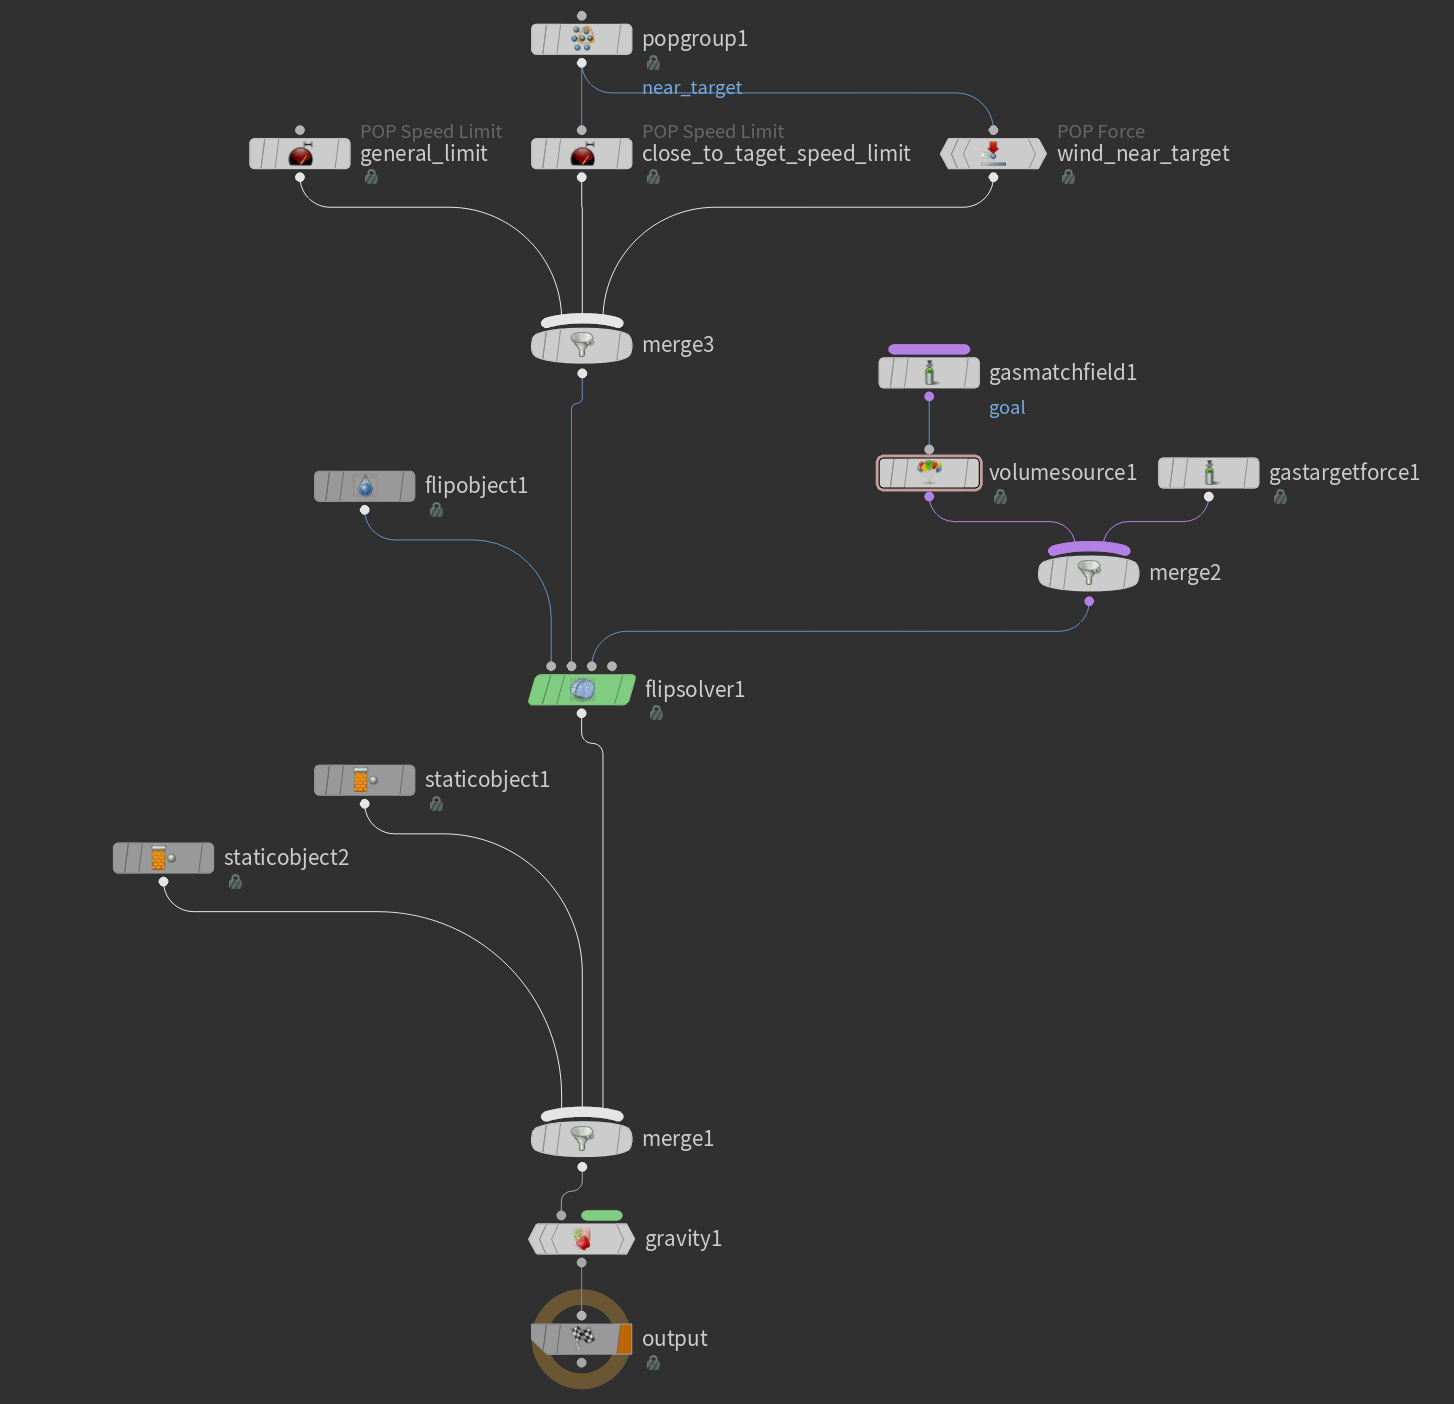 popgroup1
near_target
POP Speed Limit
general_limit
POP Speed Limit
close_to_taget_speed_limit
POP Force
wind_near_target
merge3
gasmatchfield1
goal
flipobject1
volumesource1
gastargetforce1
merge2
flipsolver1
staticobject1
staticobject2
merge1
gravity1
output